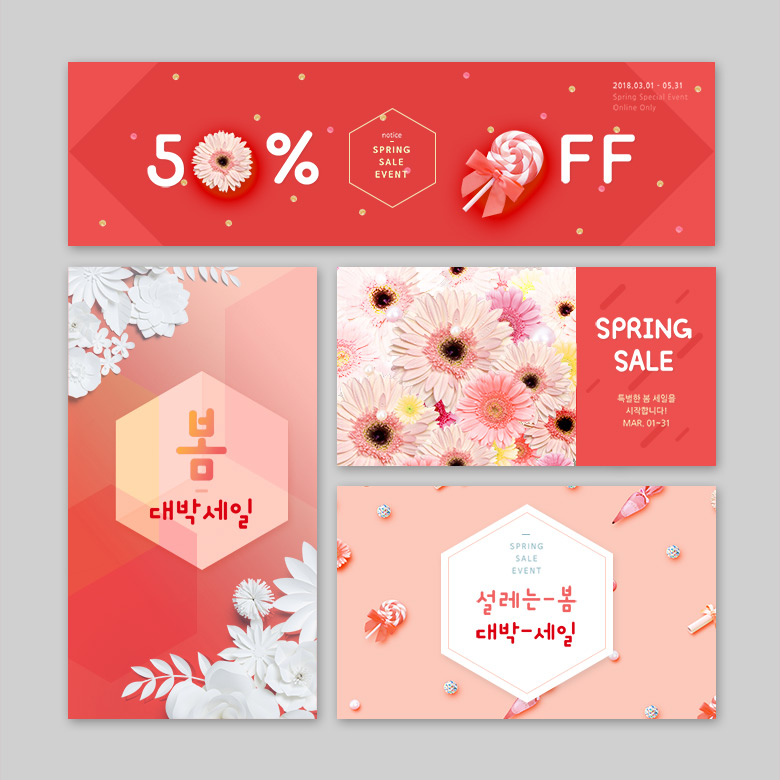 2018.03.01 - 05.31
Spring Special Event
Online Only
50% OFF
notice
SPRING
SALE
EVENT
봄
대박세일
SPRING
SALE
특별한 봄 세일을
시작합니다!
MAR. 01-31
SPRING
SALE
EVENT
설레는-봄
대박-세일